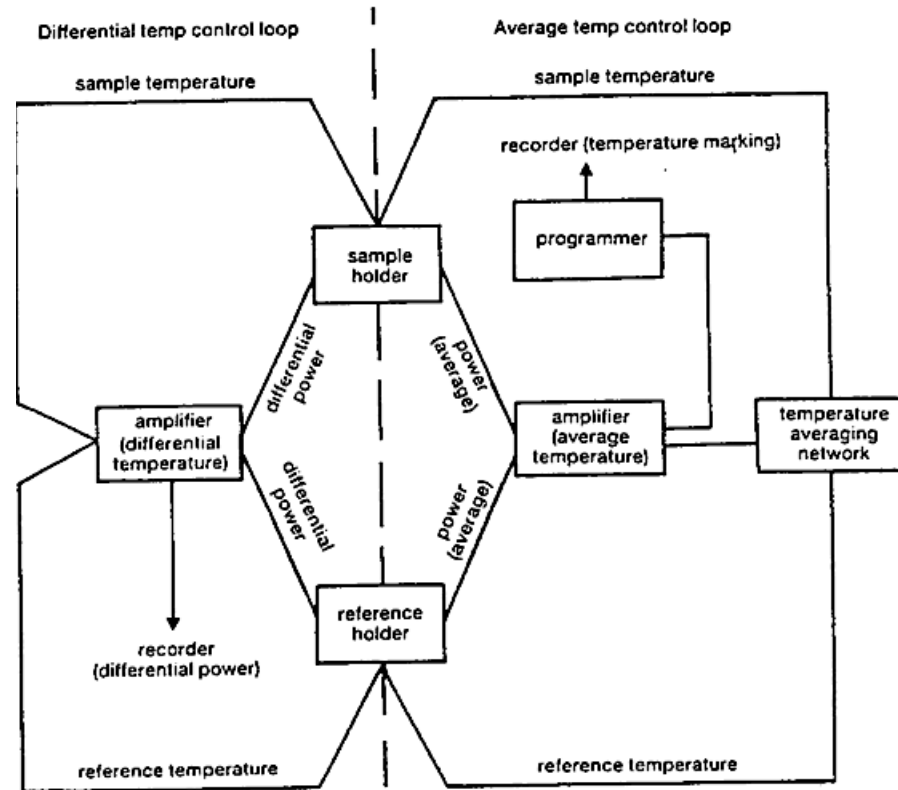 Differential temp control loop
Average temp control loop
sample temperature
sample temperature
recorder (temperature marking)
programmer
sample
holder
differential
power
power
(average)
amplifier
(differential
temperature)
amplifier
(average
temperature)
temperature
averaging
network
differential
power
power
(average)
reference
holder
recorder
(differential power)
reference temperature
reference temperature